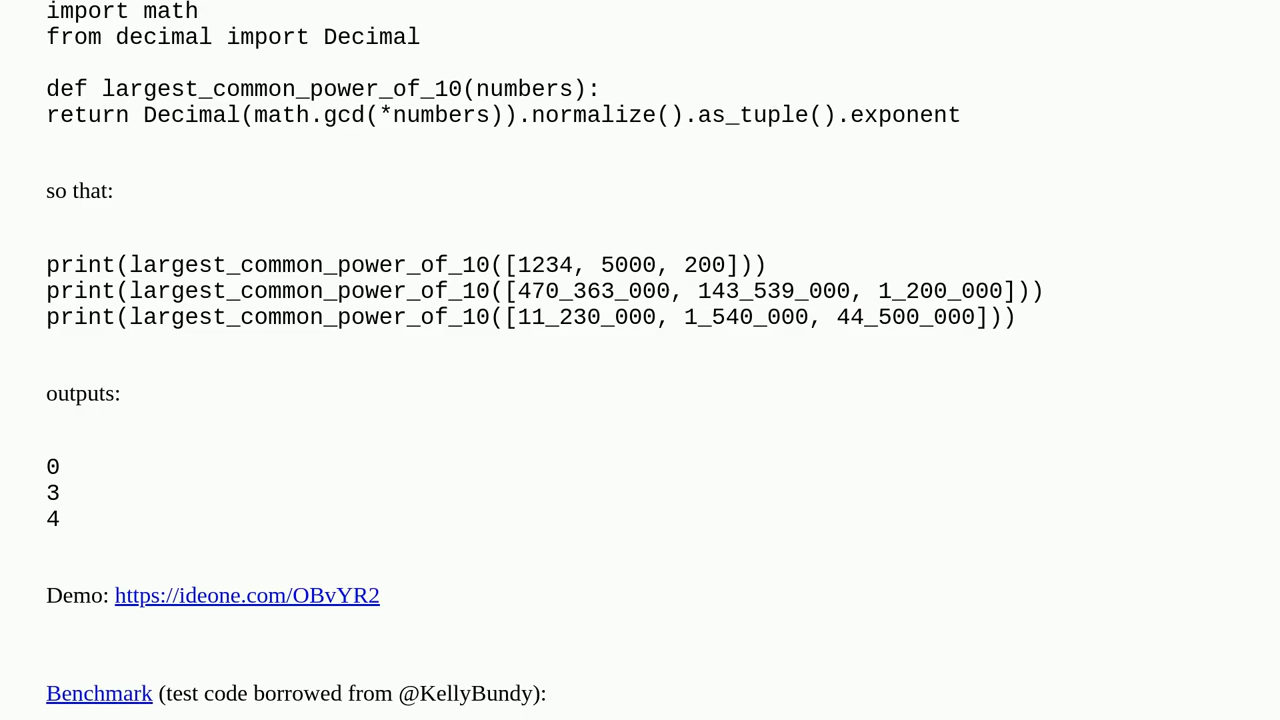 import math
from decimal import Decimal
def largest_common_power_of_10(numbers):
return Decimal(math.gcd(*numbers)).normalize().as_tuple().exponent
so that:
print(largest_common_power_of_10([1234, 5000, 200]))
print(largest_common_power_of_10([470_363_000, 143_539_000, 1_200_000]))
print(largest_common_power_of_10([11_230_000, 1_540_000, 44_500_000]))
outputs:
0
3
4
Demo: https://ideone.com/OBvYR2
Benchmark (test code borrowed from @KellyBundy):